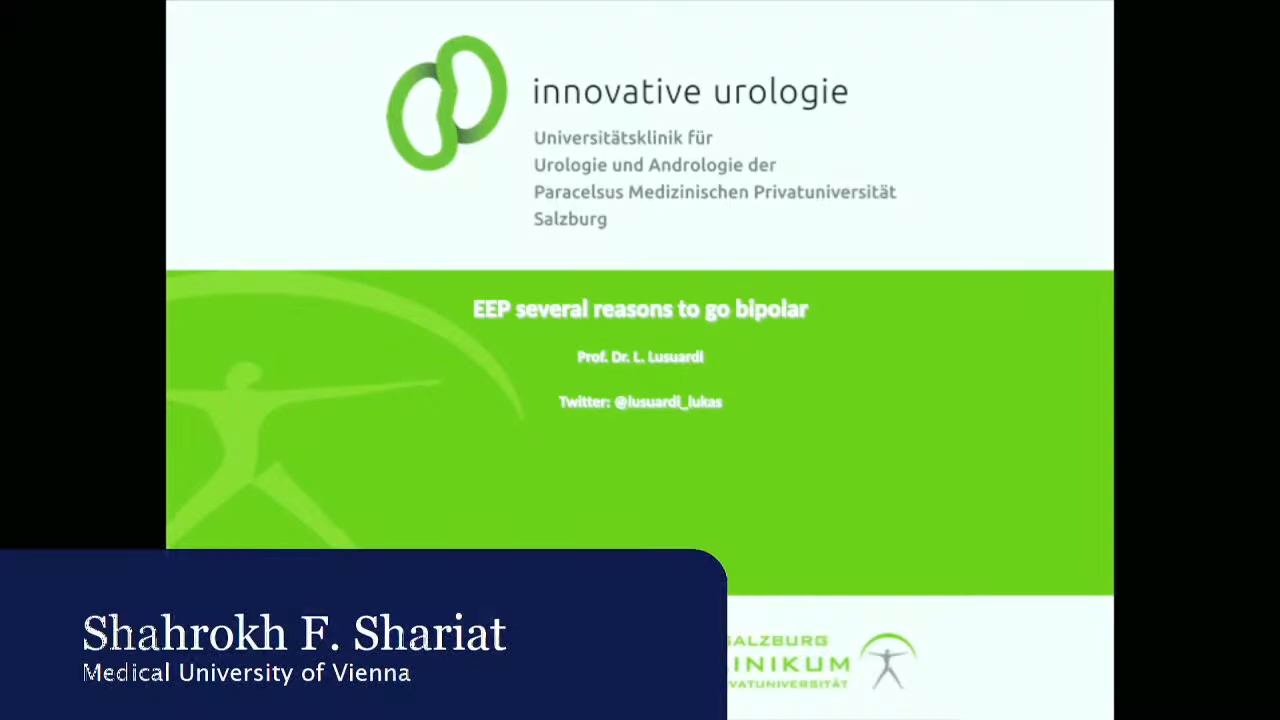 innovative urologie
Universitätsklinik für
Urologie und Andrologie der
Paracelsus Medizinischen Privatuniversität
Salzburg
EEP several reasons to go bipolar
Prof. Dr. L. Lusuardi
Twitter: @lusuardi_lukas
Shahrokh F. Shariat
Medical University of Vienna
SALZBURG